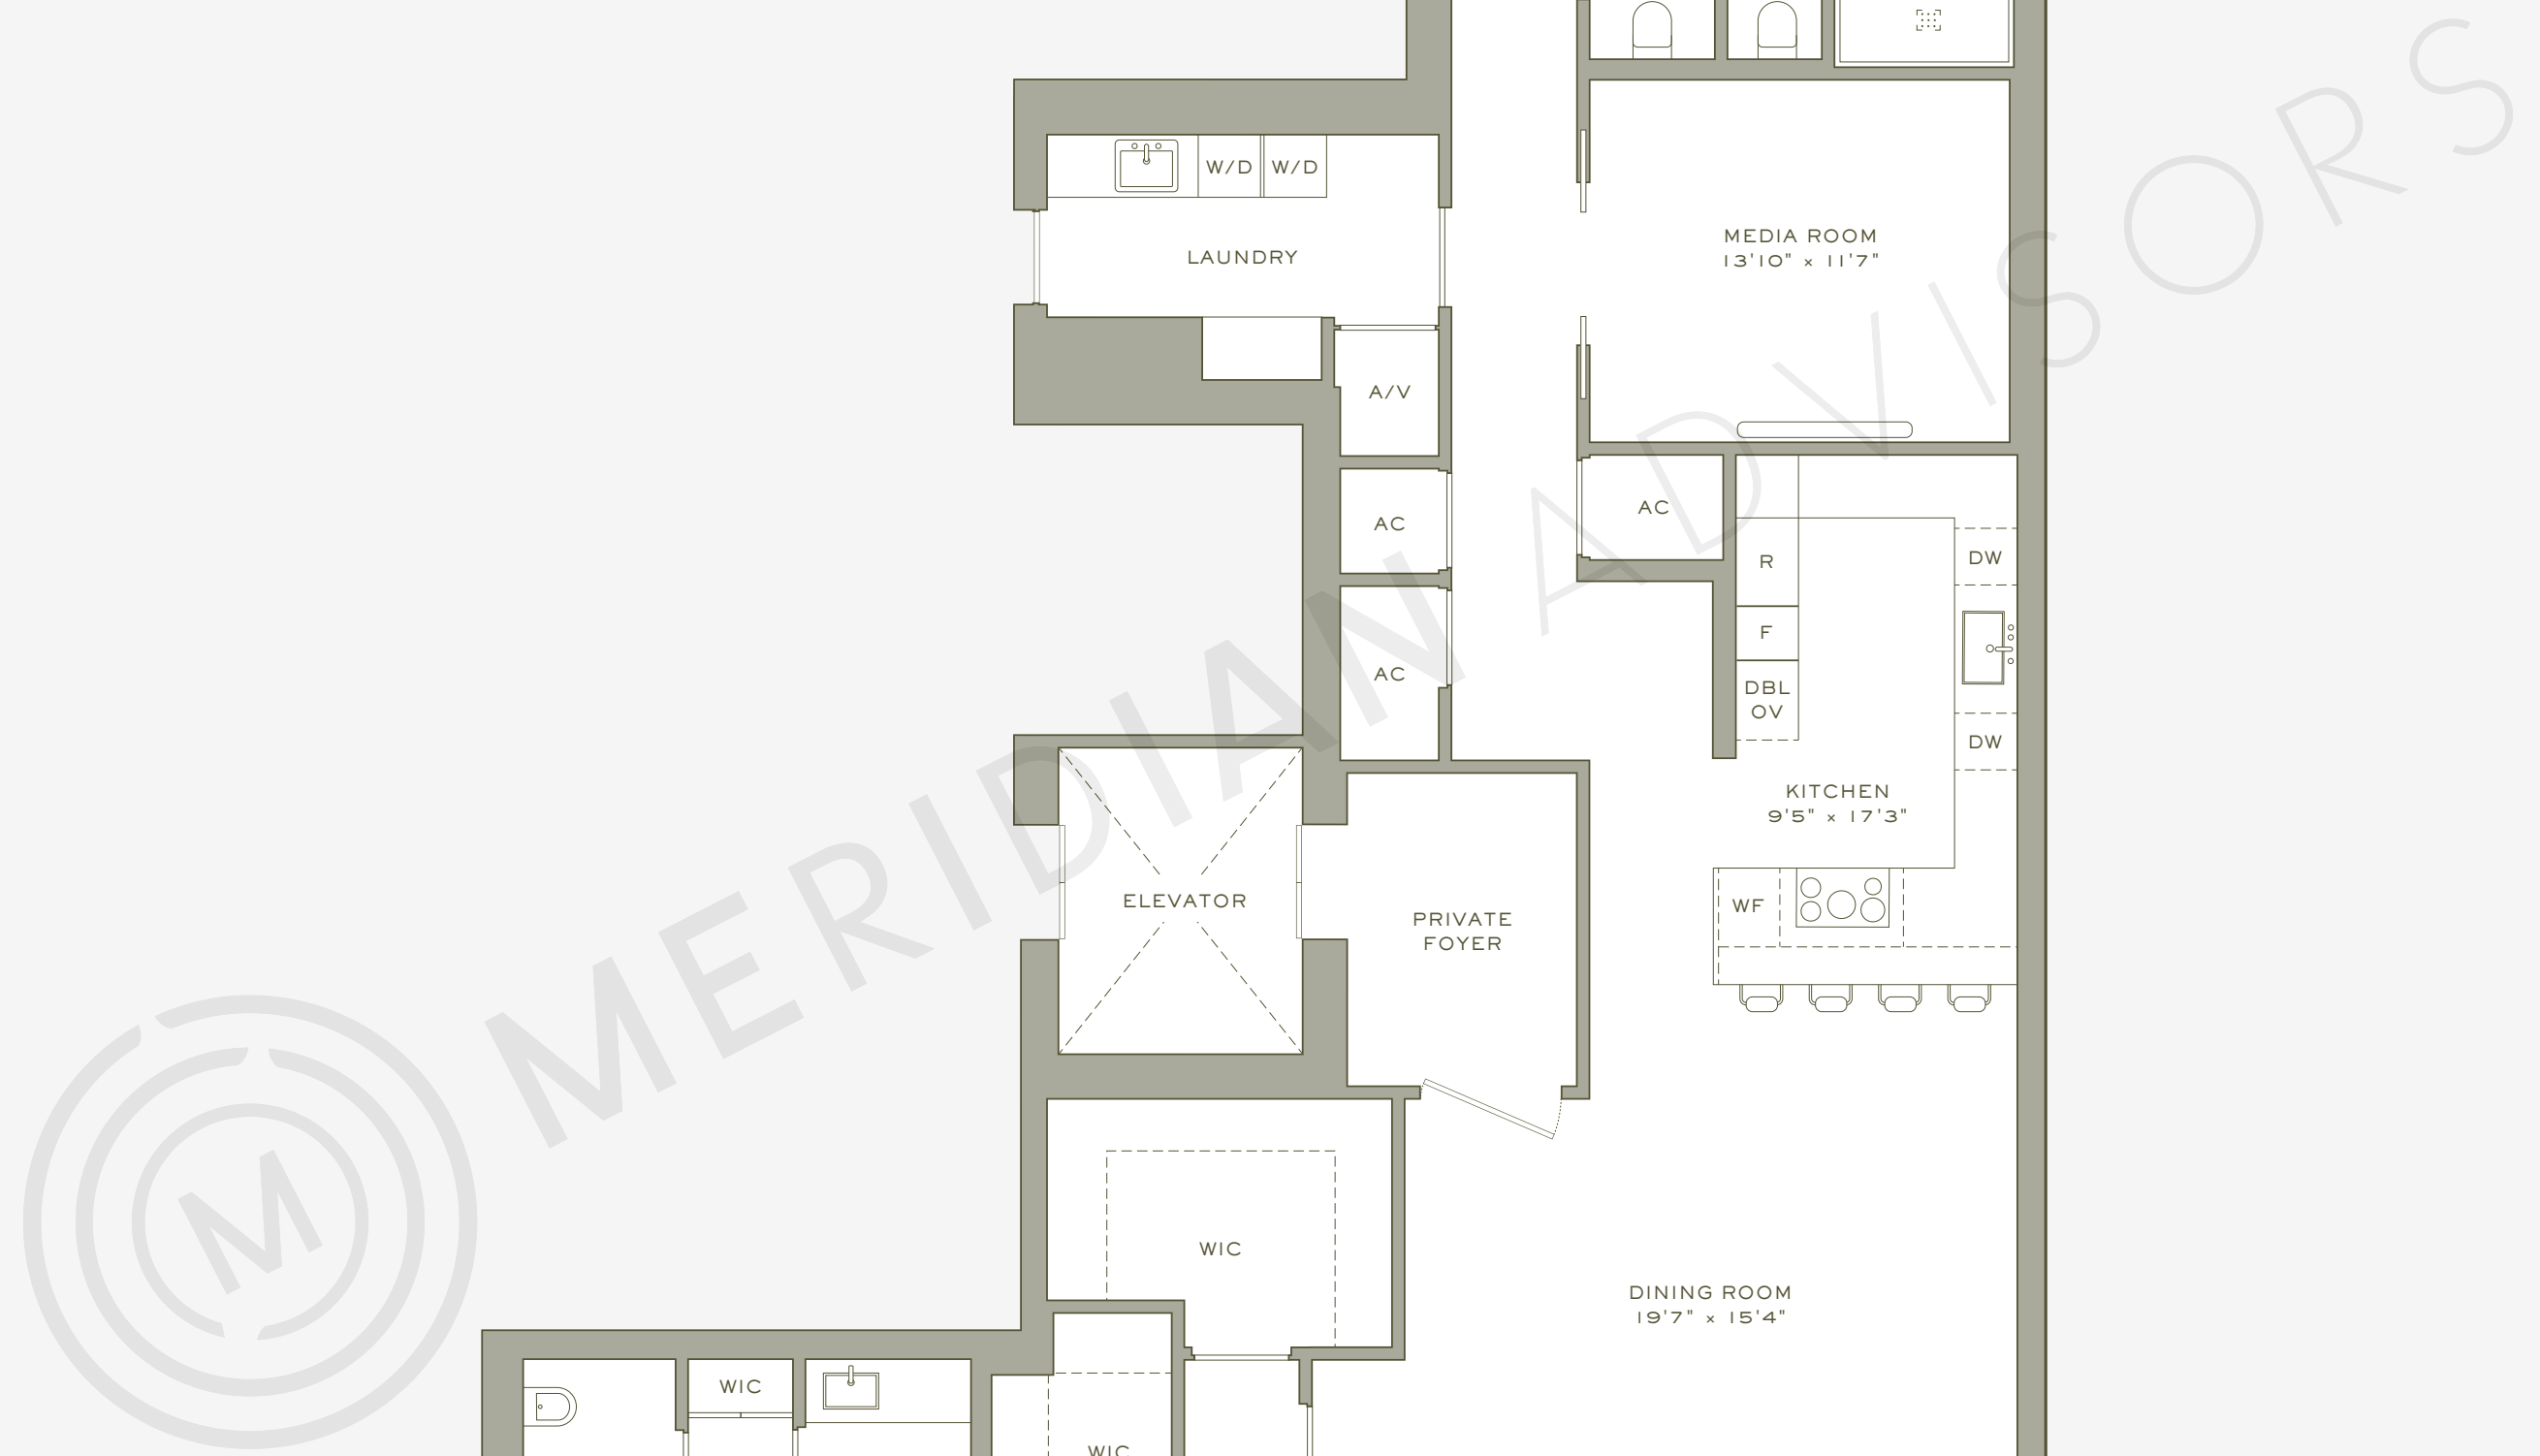 W/D W/D
LAUNDRY
MEDIA ROOM
13'10" × 11'7"
A/V
AC
AC
AC
R
F
DBL
OV
DW
DW
KITCHEN
9'5" × 17'3"
WF
ELEVATOR
PRIVATE
FOYER
WIC
DINING ROOM
19'7" × 15'4"
WIC
WIC
M MERIDIAN ADVISORS